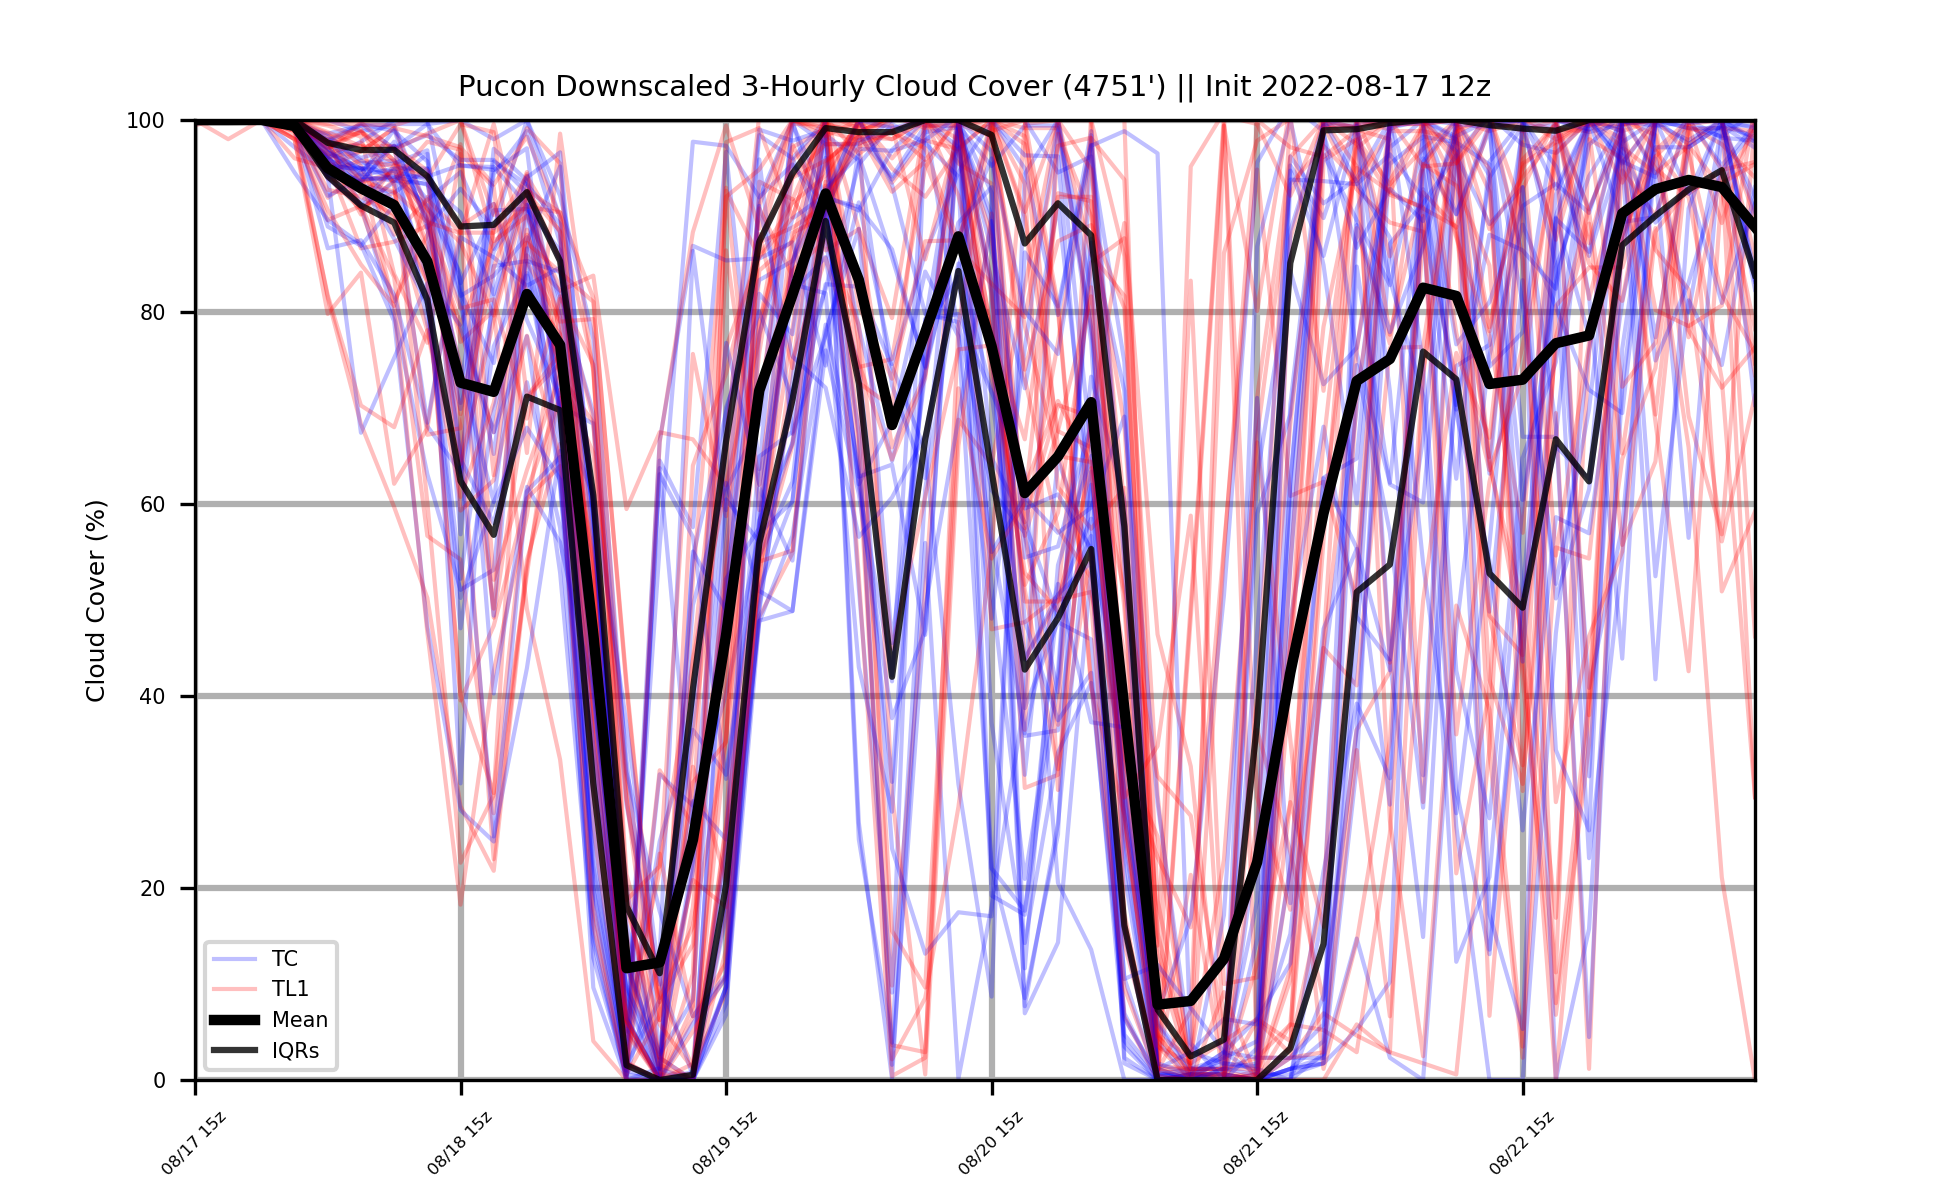 Pucon Downscaled 3-Hourly Cloud Cover (4751') || Init 2022-08-17 12z
Cloud Cover (%)
100
80
60
40
20
0
TC
TL1
Mean
IQRs
08/17 15z
08/18 15z
08/19 15z
08/20 15z
08/21 15z
08/22 15z